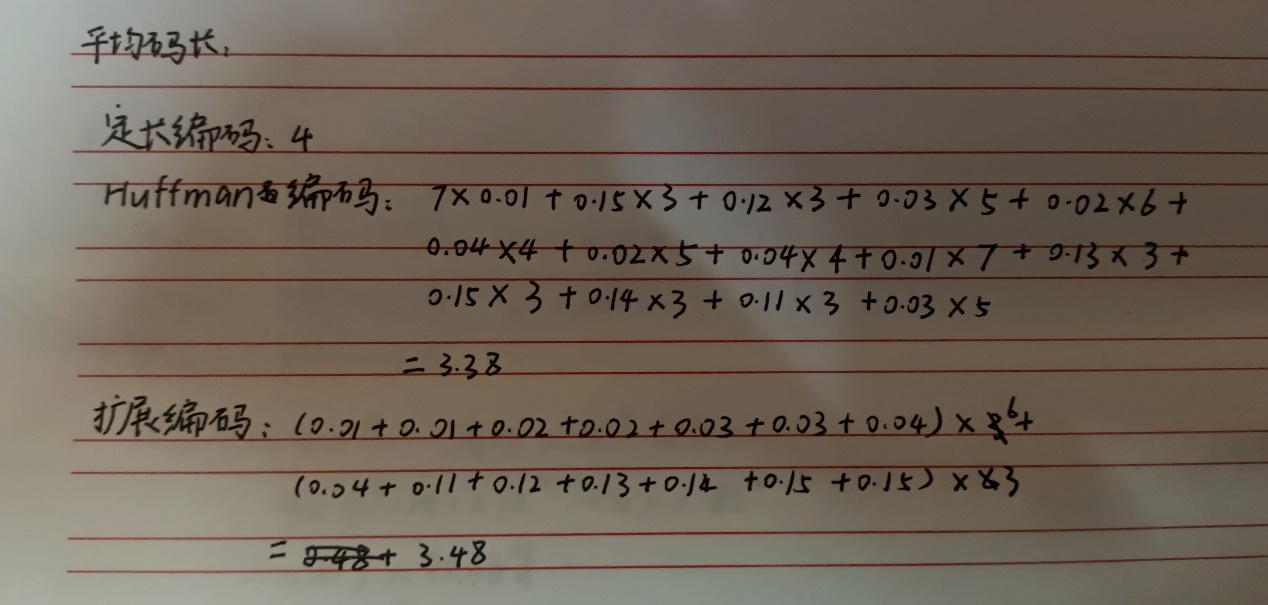 平均码长:
定长编码: 4
Huffman编码: 7×0.01 + 0.15×3 + 0.12×3 + 0.03×5 + 0.02×6 +
0.04×4 + 0.02×5 + 0.04×4 + 0.01×7 + 0.13×3 +
0.15×3 + 0.14×3 + 0.11×3 + 0.03×5
= 3.38
扩展编码: (0.01 + 0.01 + 0.02 + 0.02 + 0.03 + 0.03 + 0.04) × 6 +
(0.04 + 0.11 + 0.12 + 0.13 + 0.14 + 0.15 + 0.15) × 3
= 3.48